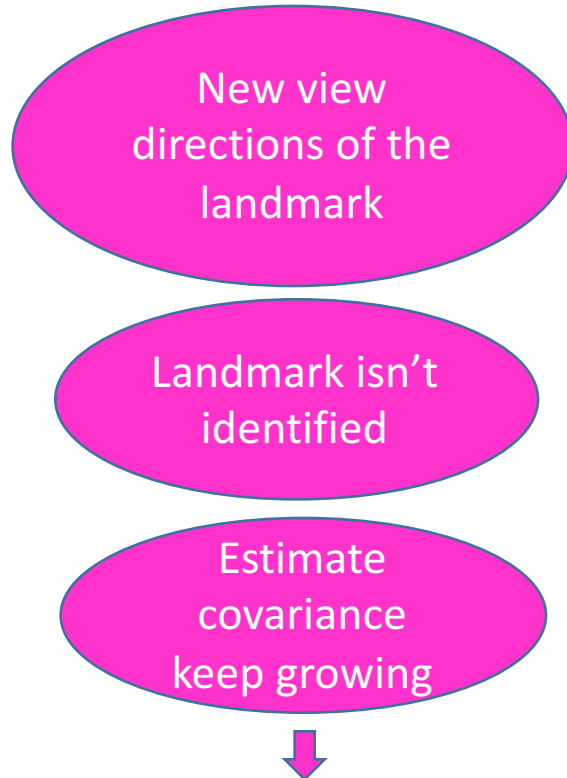 New view
directions of the
landmark
Landmark isn’t
identified
Estimate
covariance
keep growing